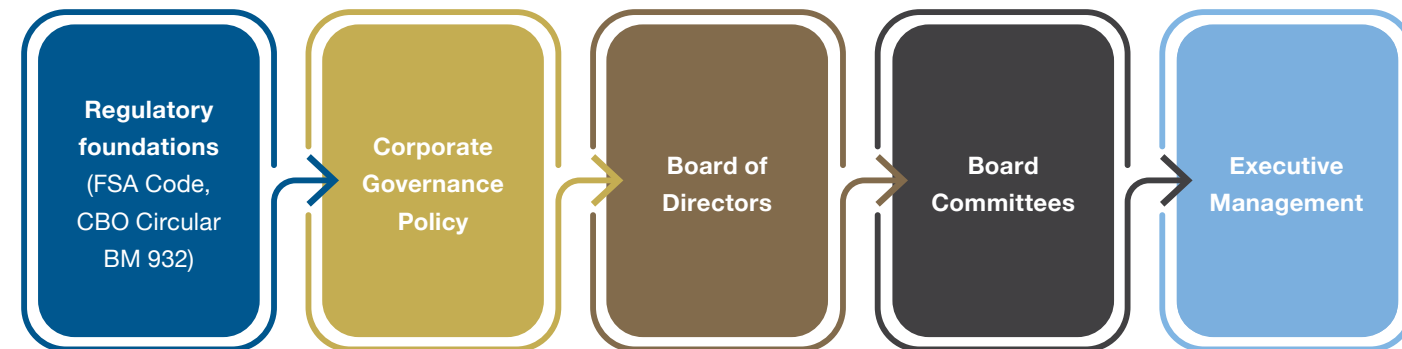 Regulatory
foundations
(FSA Code,
CBO Circular
BM 932)
Corporate
Governance
Policy
Board of
Directors
Board
Committees
Executive
Management